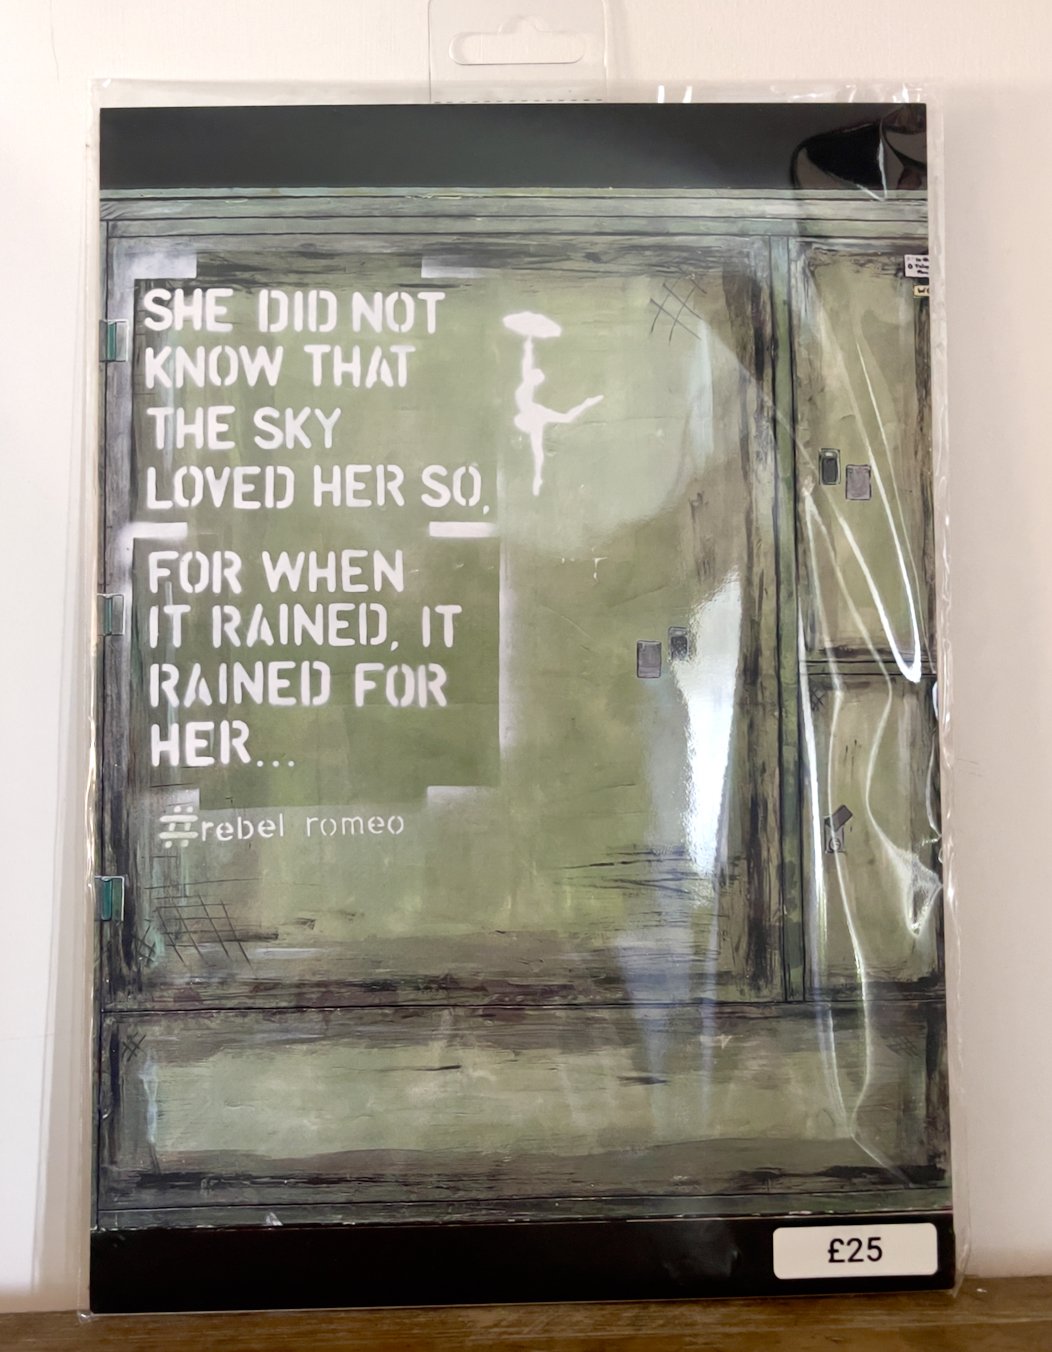 SHE DID NOT
KNOW THAT
THE SKY
LOVED HER SO,
FOR WHEN
IT RAINED, IT
RAINED FOR
HER...
#rebel romeo
£25